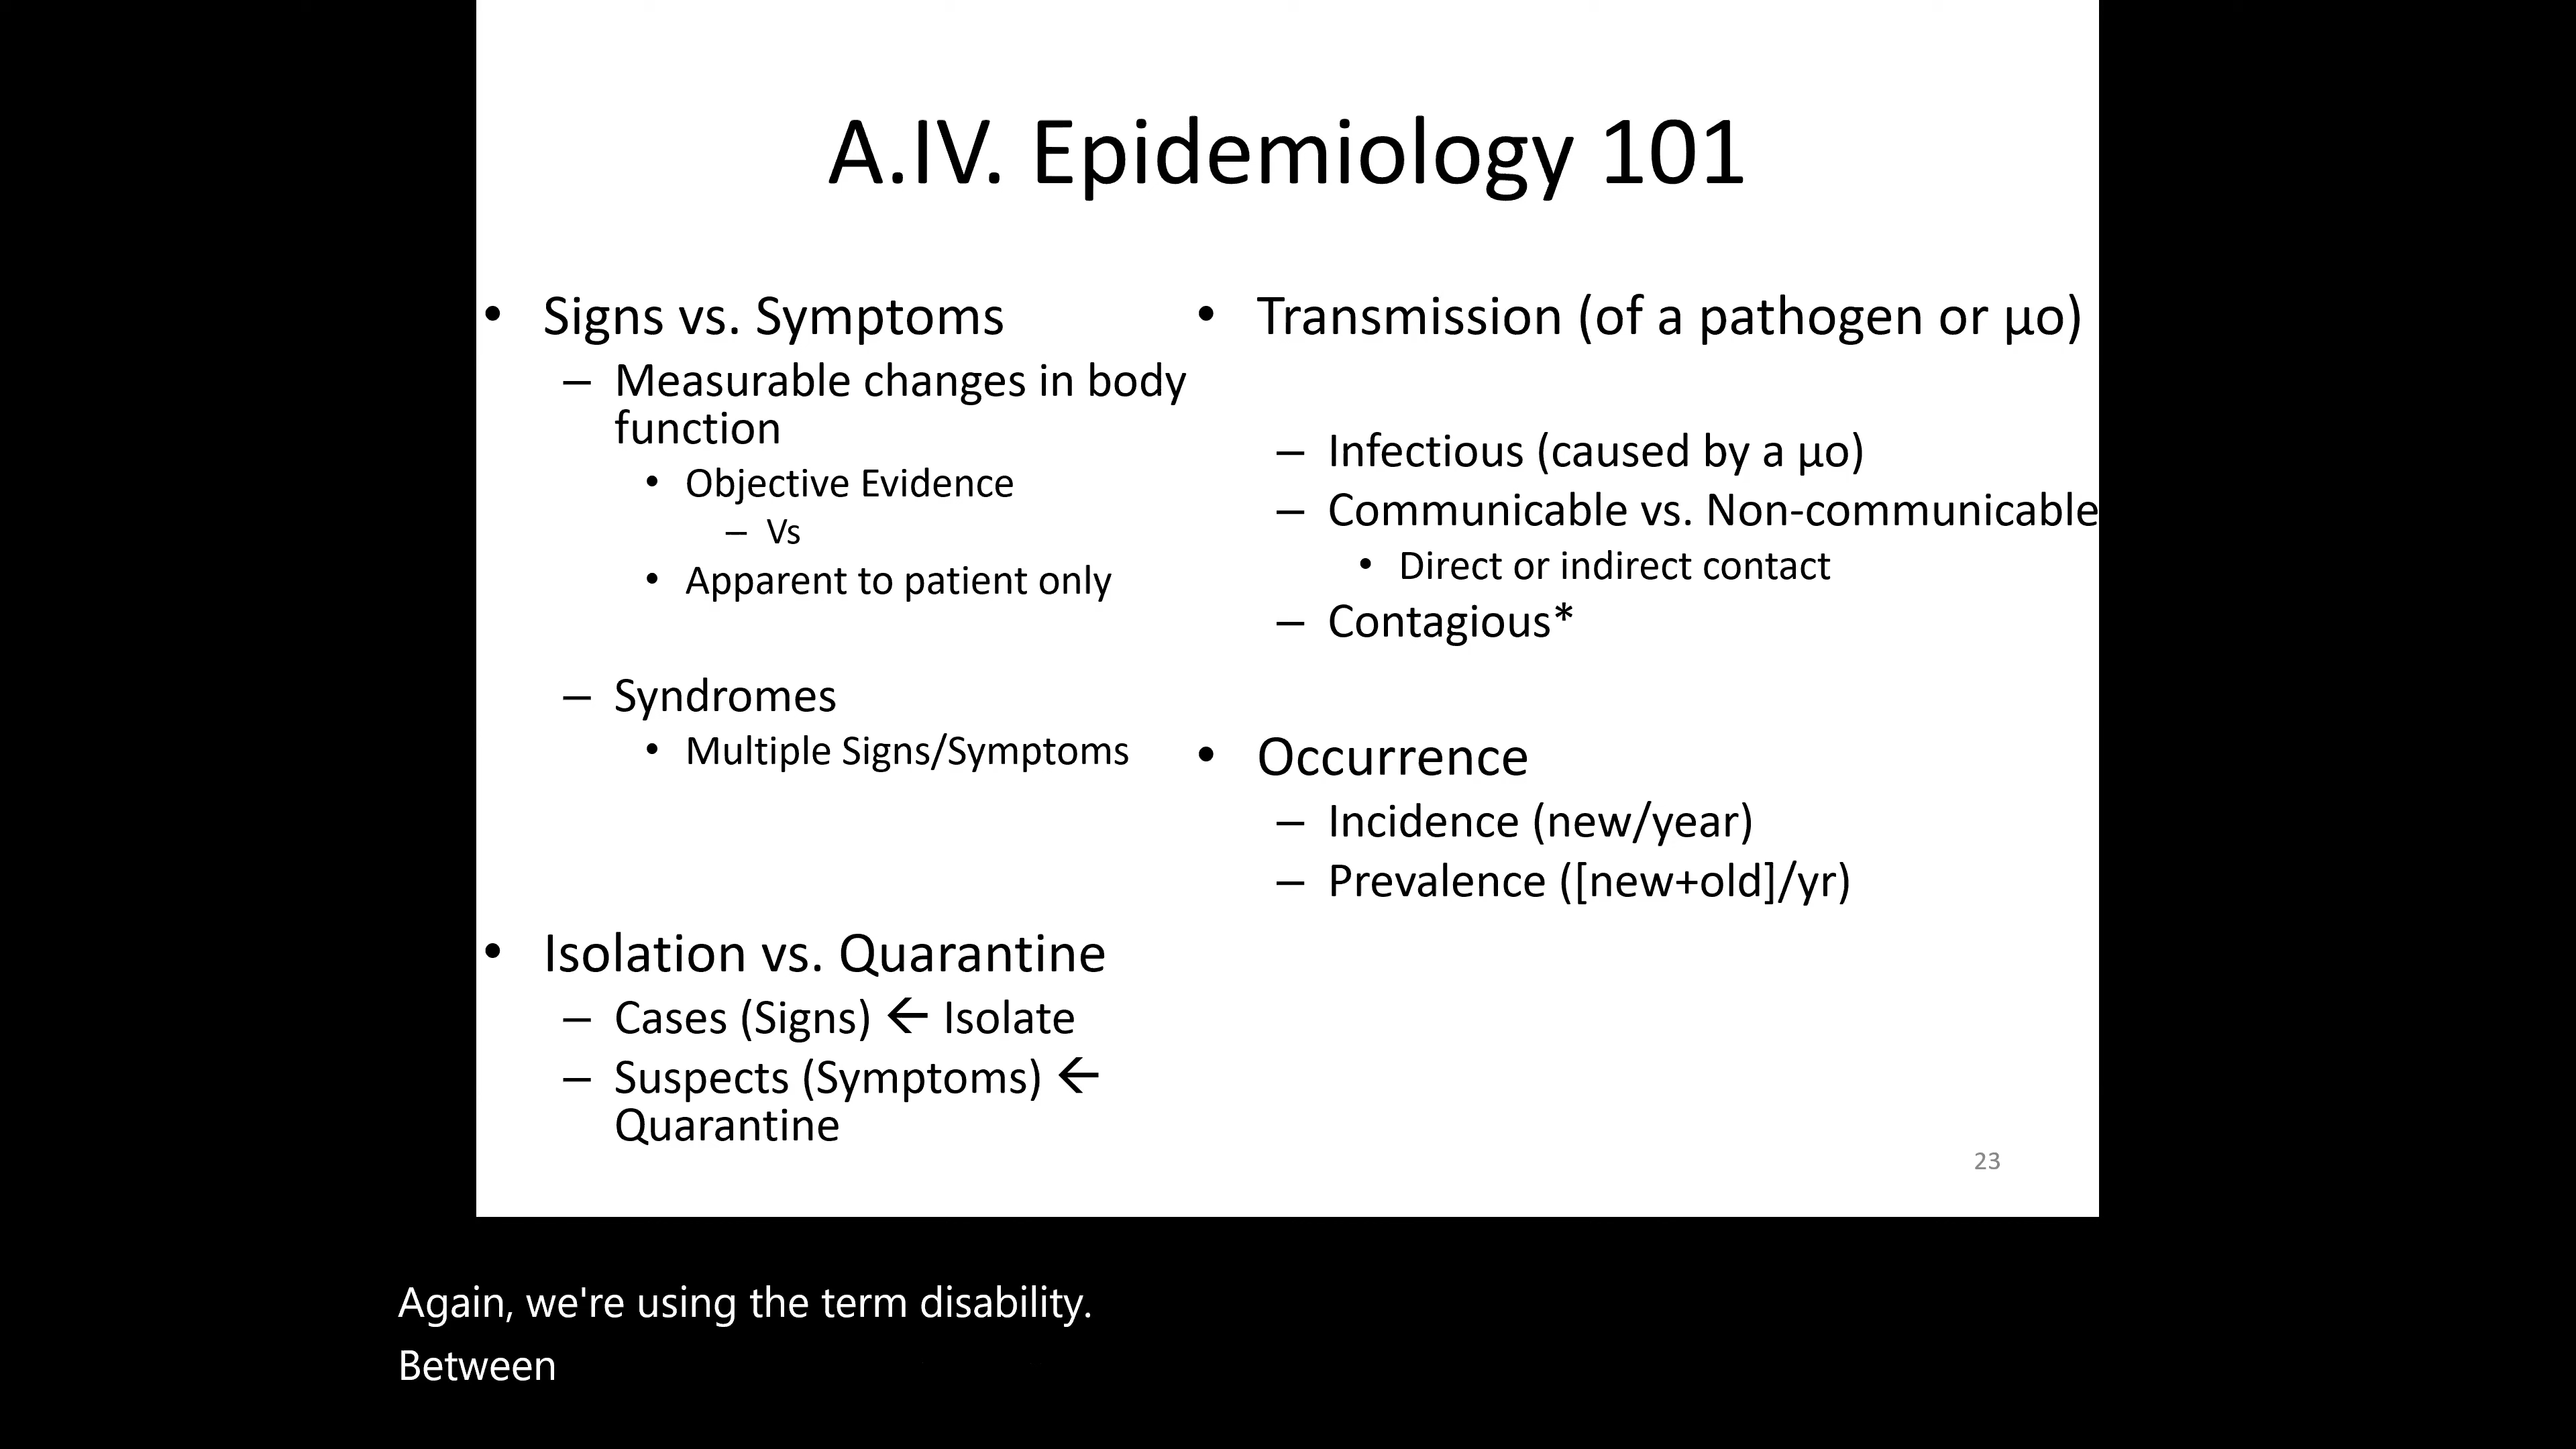 A.IV. Epidemiology 101
• Signs vs. Symptoms
– Measurable changes in body
function
• Objective Evidence
– Vs
• Apparent to patient only
– Syndromes
• Multiple Signs/Symptoms
• Isolation vs. Quarantine
– Cases (Signs) ← Isolate
– Suspects (Symptoms) ←
Quarantine
• Transmission (of a pathogen or µo)
– Infectious (caused by a µo)
– Communicable vs. Non-communicable
• Direct or indirect contact
– Contagious*
• Occurrence
– Incidence (new/year)
– Prevalence ([new+old]/yr)
23
Again, we're using the term disability.
Between